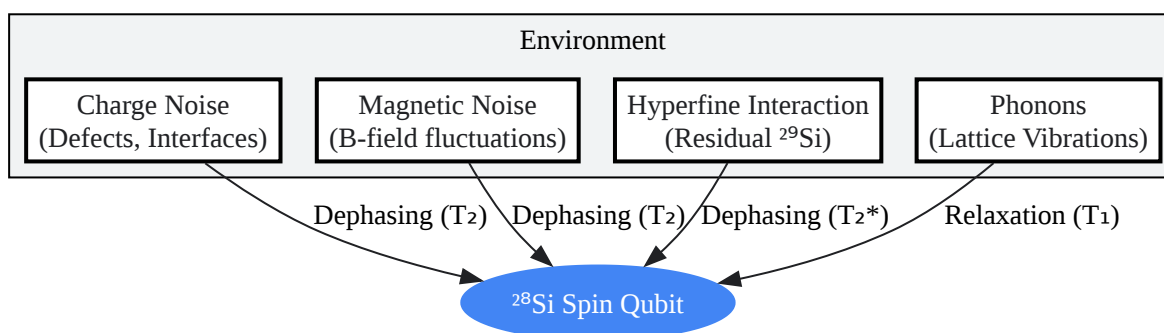 Environment
Charge Noise
(Defects, Interfaces)
Magnetic Noise
(B-field fluctuations)
Hyperfine Interaction
(Residual ²⁹Si)
Phonons
(Lattice Vibrations)
Dephasing (T₂)
Dephasing (T₂)
Dephasing (T₂*)
Relaxation (T₁)
²⁸Si Spin Qubit